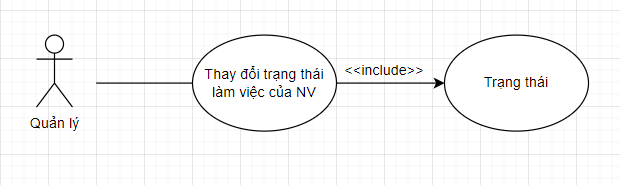 Thay đổi trạng thái
làm việc của NV
<<include>>
Trạng thái
Quản lý